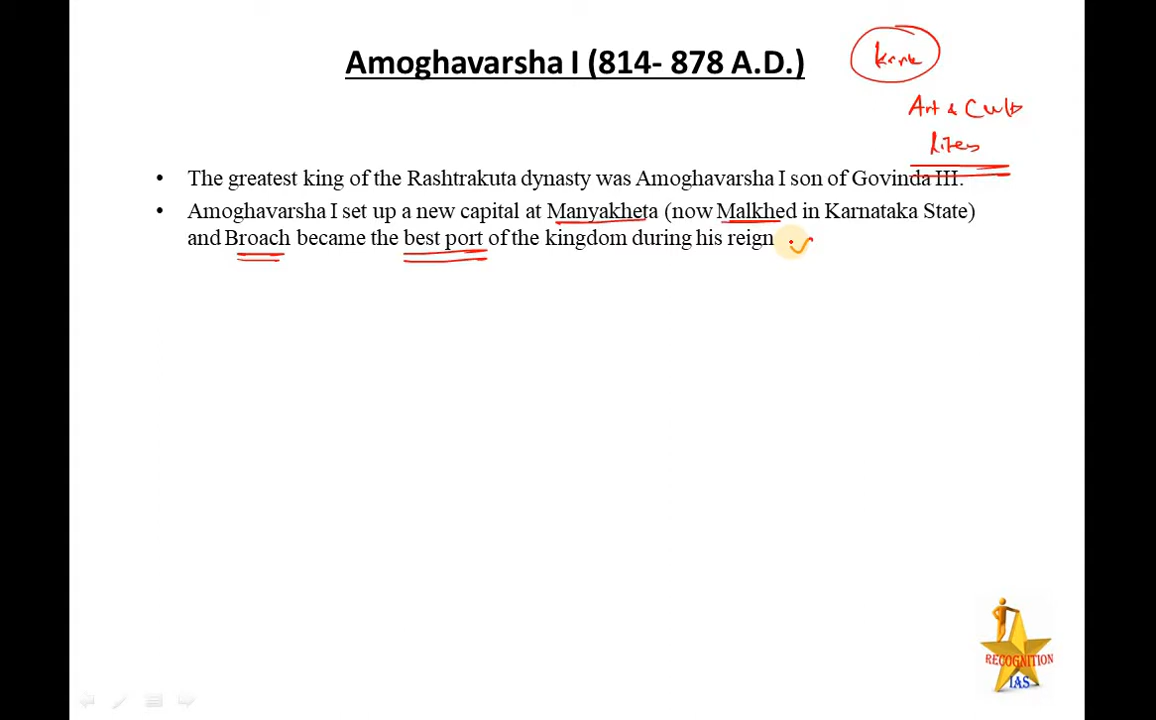 Amoghavarsha I (814- 878 A.D.)
Art & Cult
• The greatest king of the Rashtrakuta dynasty was Amoghavarsha I son of Govinda III.
• Amoghavarsha I set up a new capital at Manyakheta (now Malkhed in Karnataka State)
and Broach became the best port of the kingdom during his reign
RECOGNITION
IAS